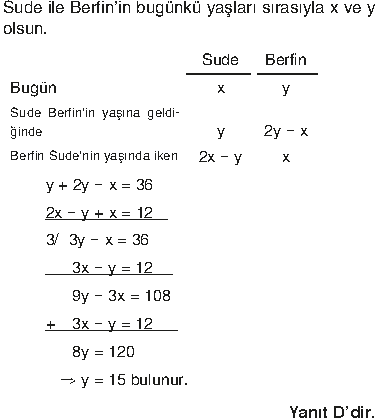 Sude ile Berfin'in bugünkü yaşları sırasıyla x ve y
olsun.
Sude Berfin
Bugün x y
Sude Berfin'in yaşına geldi-
ğinde y 2y – x
Berfin Sude'nin yaşında iken 2x – y x
y + 2y – x = 36
2x – y + x = 12
3/ 3y – x = 36
3x – y = 12
9y – 3x = 108
+ 3x – y = 12
8y = 120
⇒ y = 15 bulunur.
Yanıt D'dir.